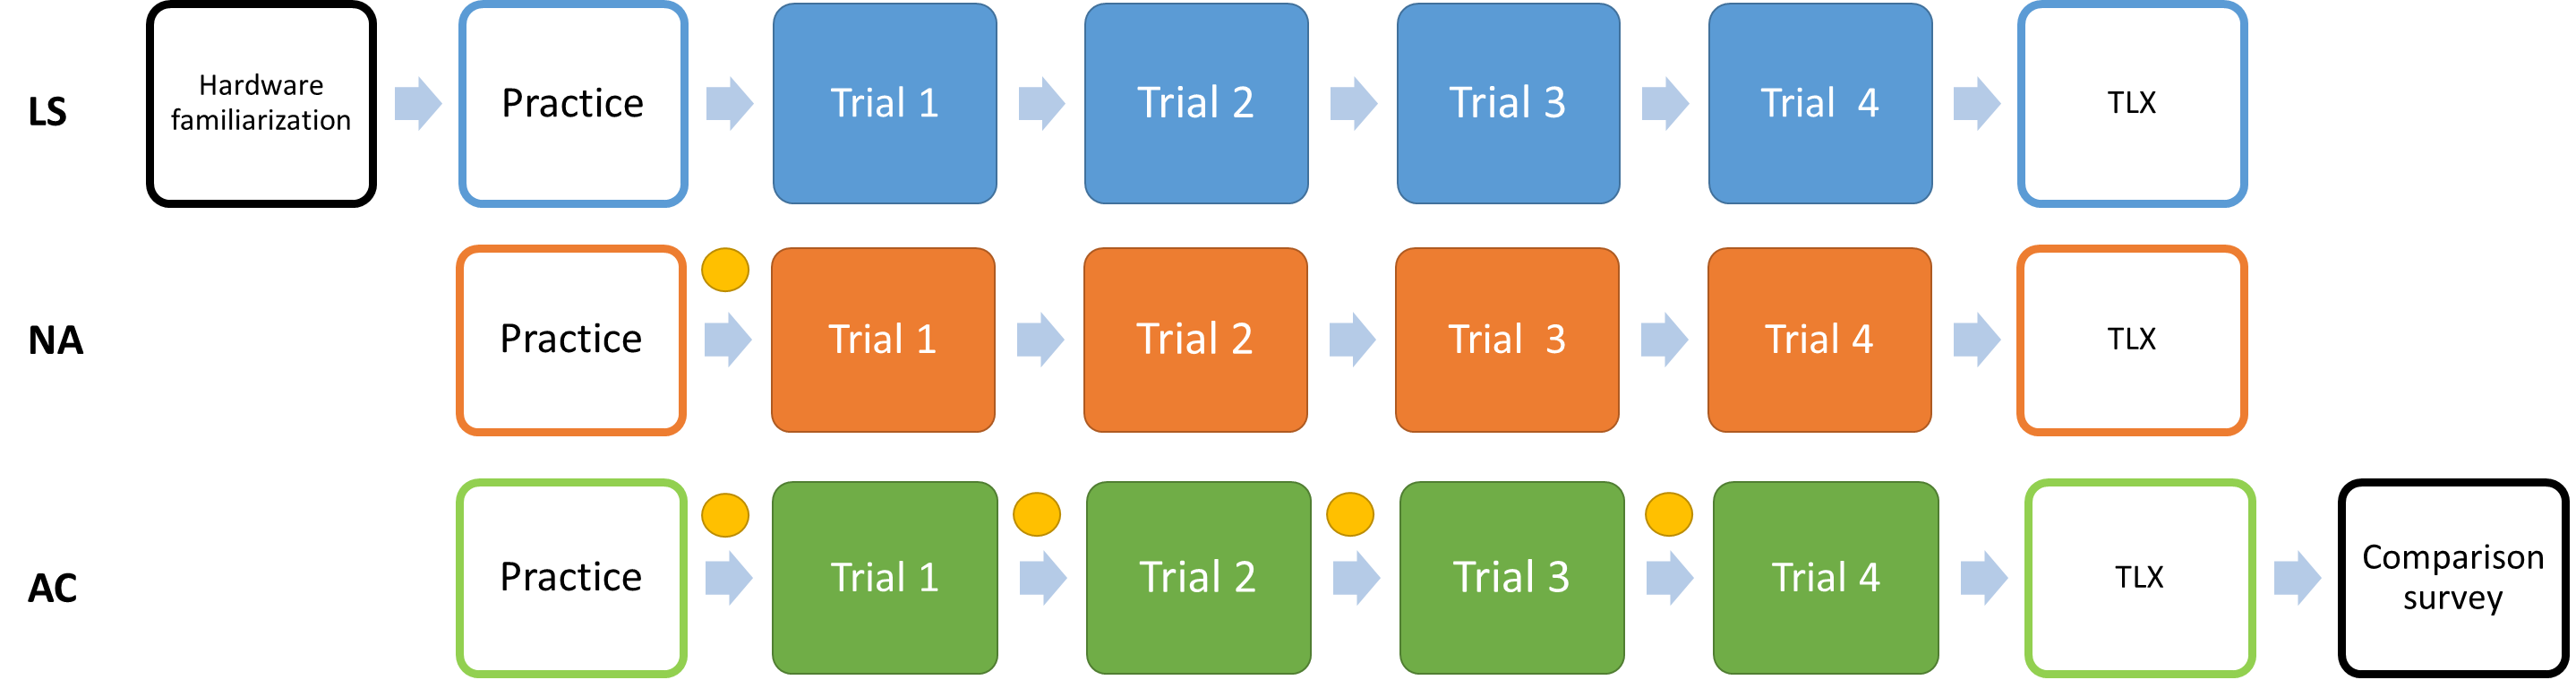 LS
Hardware
familiarization
Practice
Trial 1
Trial 2
Trial 3
Trial 4
TLX
NA
Practice
Trial 1
Trial 2
Trial 3
Trial 4
TLX
AC
Practice
Trial 1
Trial 2
Trial 3
Trial 4
TLX
Comparison
survey